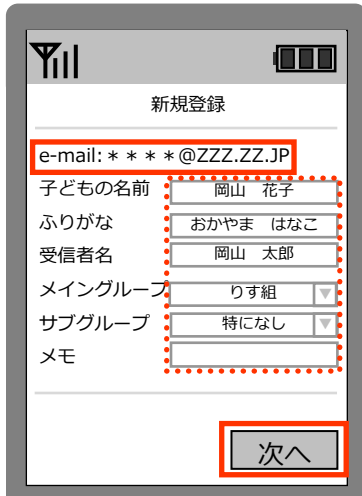 新規登録
e-mail:＊＊＊＊@ZZZ.ZZ.JP
子どもの名前 岡山　花子
ふりがな おかやま　はなこ
受信者名 岡山　太郎
メイングループ りす組 ▼
サブグループ 特になし ▼
メモ
次へ